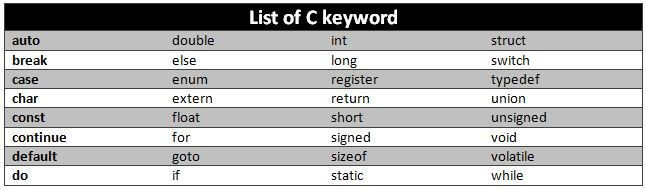 List of C keyword
auto double int struct
break else long switch
case enum register typedef
char extern return union
const float short unsigned
continue for signed void
default goto sizeof volatile
do if static while